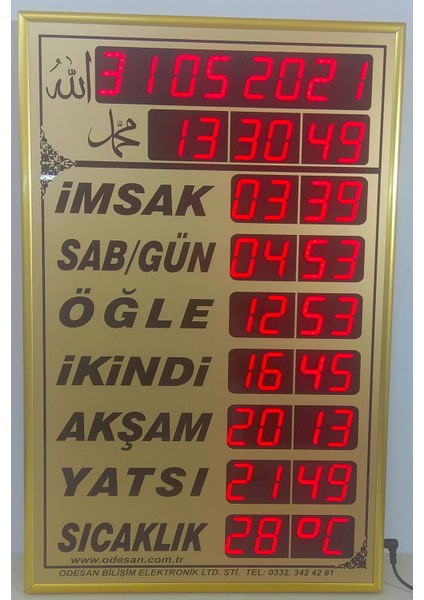 الله 31 05 2021
محمد 13 30 49
İMSAK 03 39
SAB/GÜN 04 53
ÖĞLE 12 53
İKİNDİ 16 45
AKŞAM 20 13
YATSI 21 49
SICAKLIK 28 ºC
www.odesan.com.tr
ODESAN BİLİŞİM ELEKTRONİK LTD. ŞTİ. TEL: 0332. 342 42 81